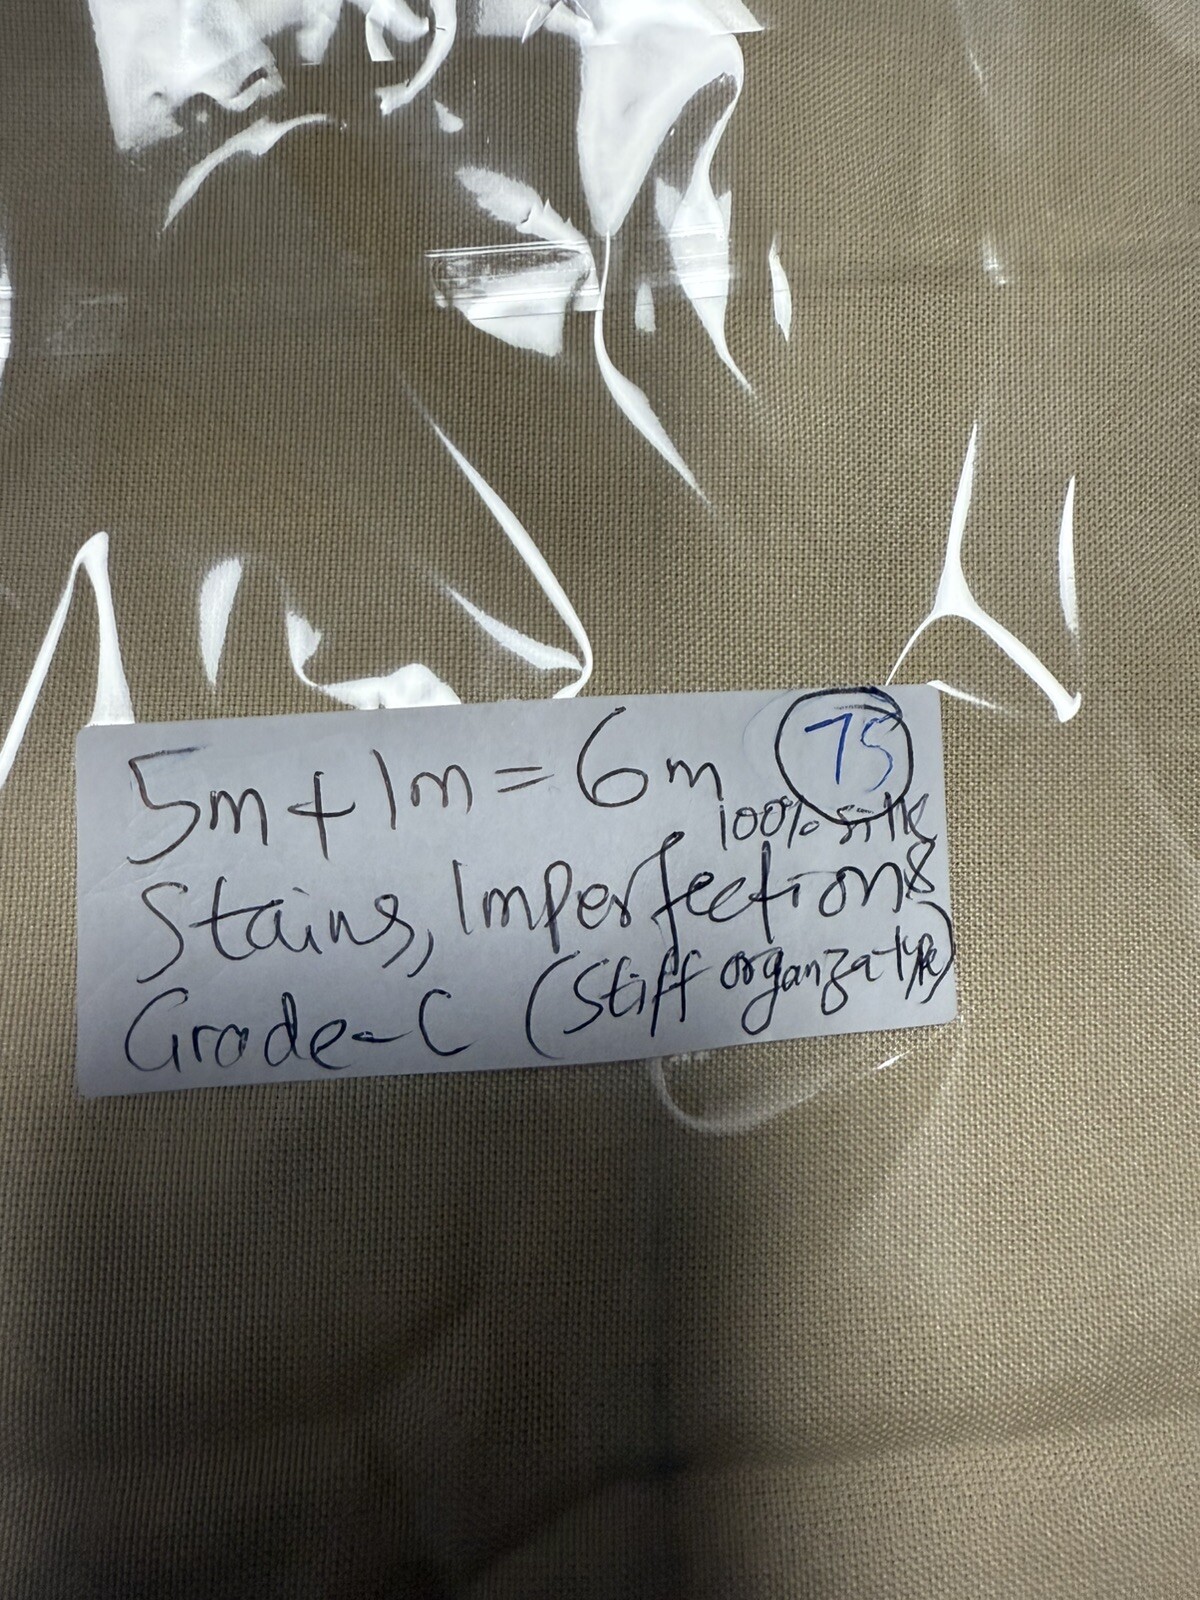 5m+1m=6m 75
100% silk
Stains, Imperfections
Grade-C (Stiff organza type)